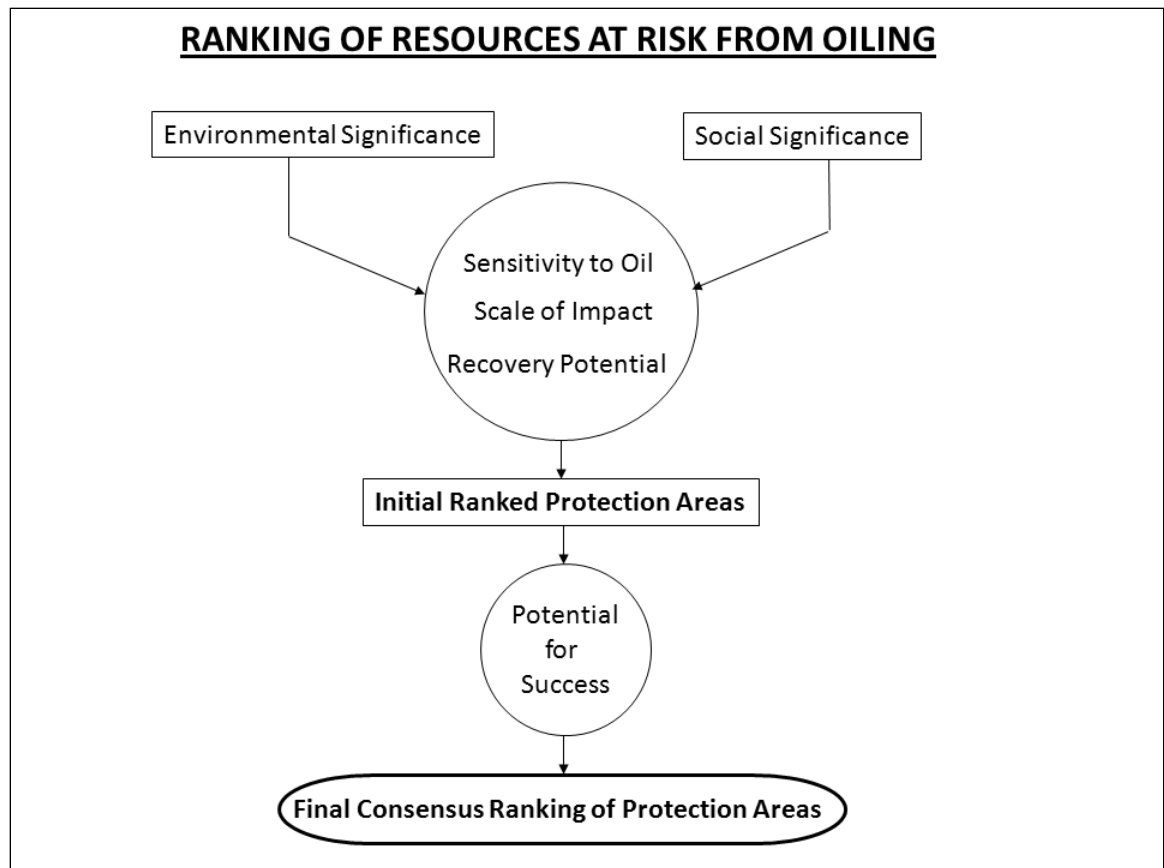 RANKING OF RESOURCES AT RISK FROM OILING
Environmental Significance
Social Significance
Sensitivity to Oil
Scale of Impact
Recovery Potential
Initial Ranked Protection Areas
Potential
for
Success
Final Consensus Ranking of Protection Areas